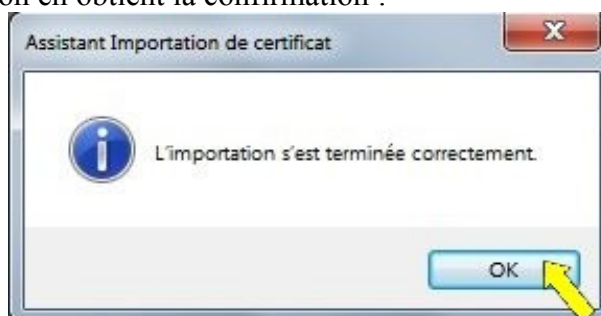 on en obtient la confirmation :
Assistant Importation de certificat
L'importation s'est terminée correctement.
OK